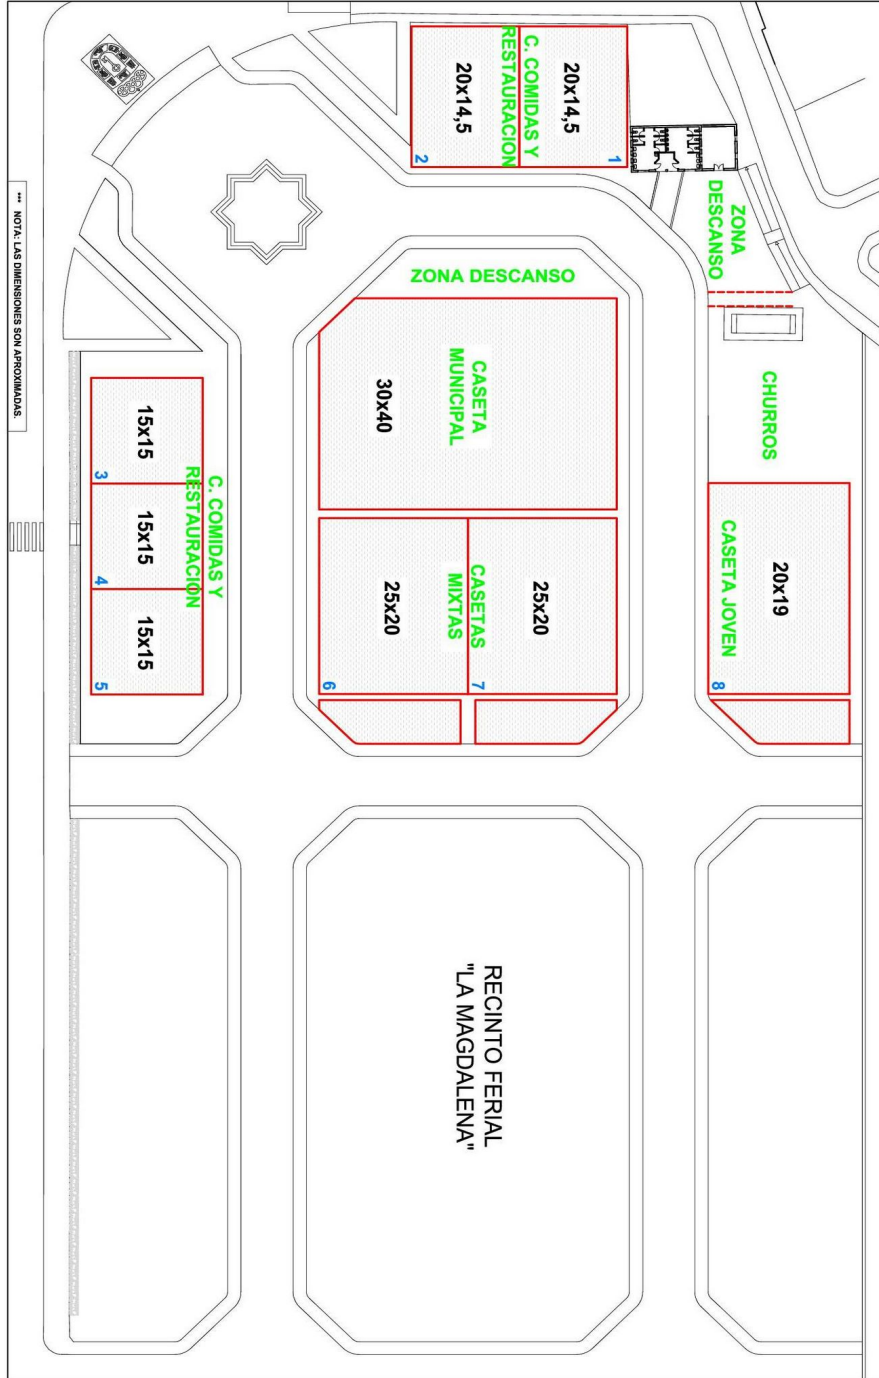 C. COMIDAS Y
RESTAURACION
20x14,5
1
20x14,5
2
ZONA
DESCANSO
ZONA DESCANSO
CHURROS
CASETA
MUNICIPAL
30x40
C. COMIDAS Y
RESTAURACION
15x15
3
15x15
4
15x15
5
CASETAS
MIXTAS
25x20
6
25x20
7
20x19
CASETA JOVEN
8
RECINTO FERIAL
"LA MAGDALENA"
*** NOTA: LAS DIMENSIONES SON APROXIMADAS.